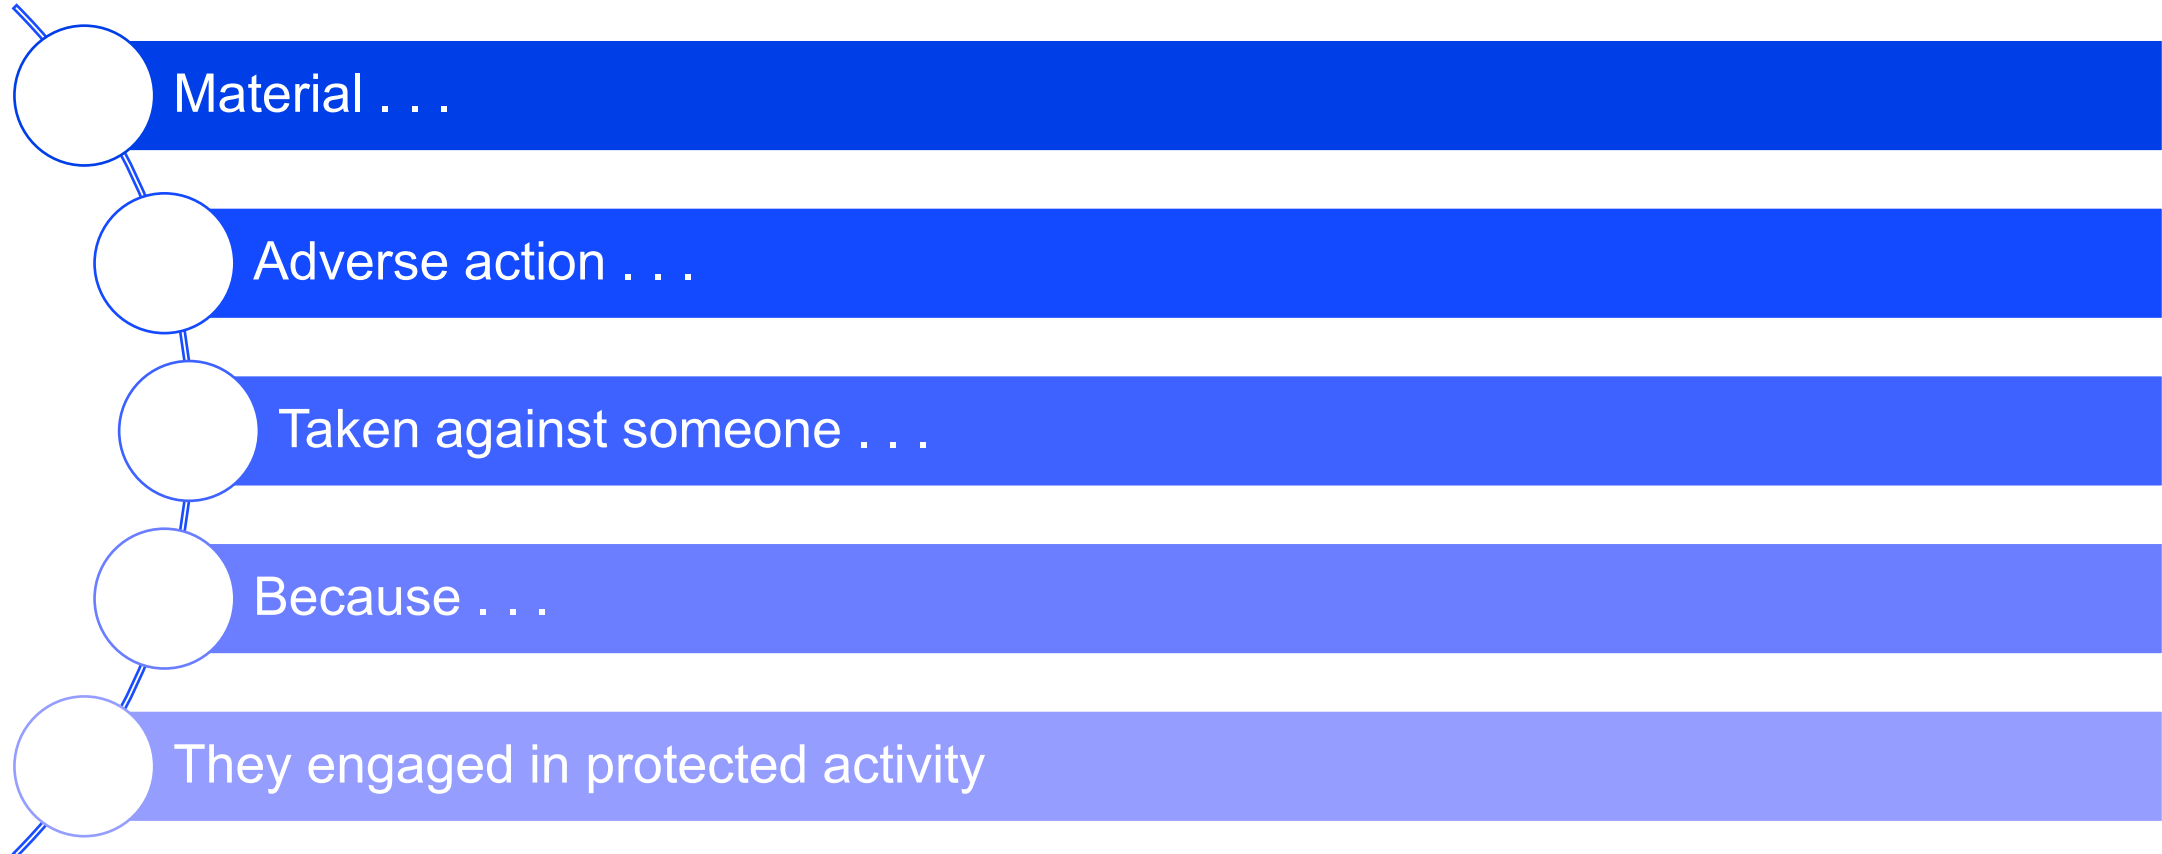 Material . . .
Adverse action . . .
Taken against someone . . .
Because . . .
They engaged in protected activity